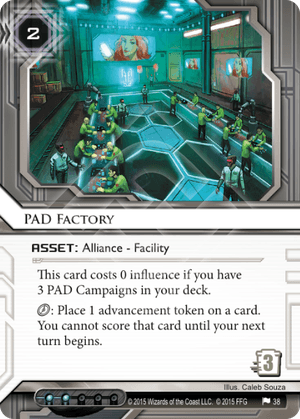 2
PAD Factory
ASSET: Alliance - Facility
This card costs 0 influence if you have
3 PAD Campaigns in your deck.
: Place 1 advancement token on a card.
You cannot score that card until your next
turn begins.
3
Illus. Caleb Souza
© 2015 Wizards of the Coast LLC. © 2015 FFG
38